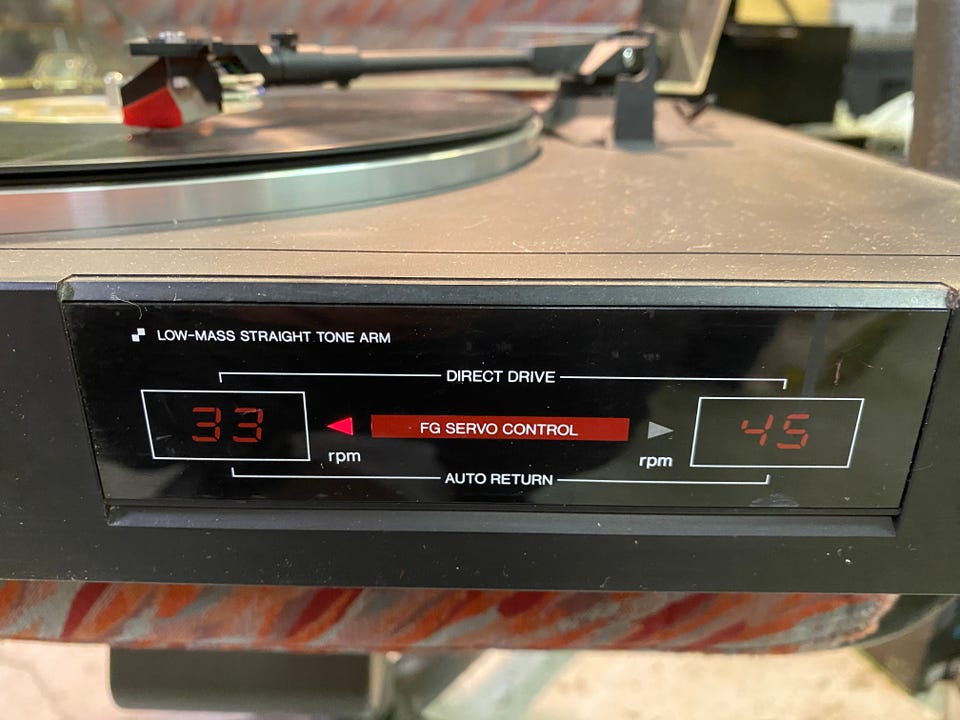 LOW-MASS STRAIGHT TONE ARM
DIRECT DRIVE
33 rpm
FG SERVO CONTROL
rpm 45
AUTO RETURN